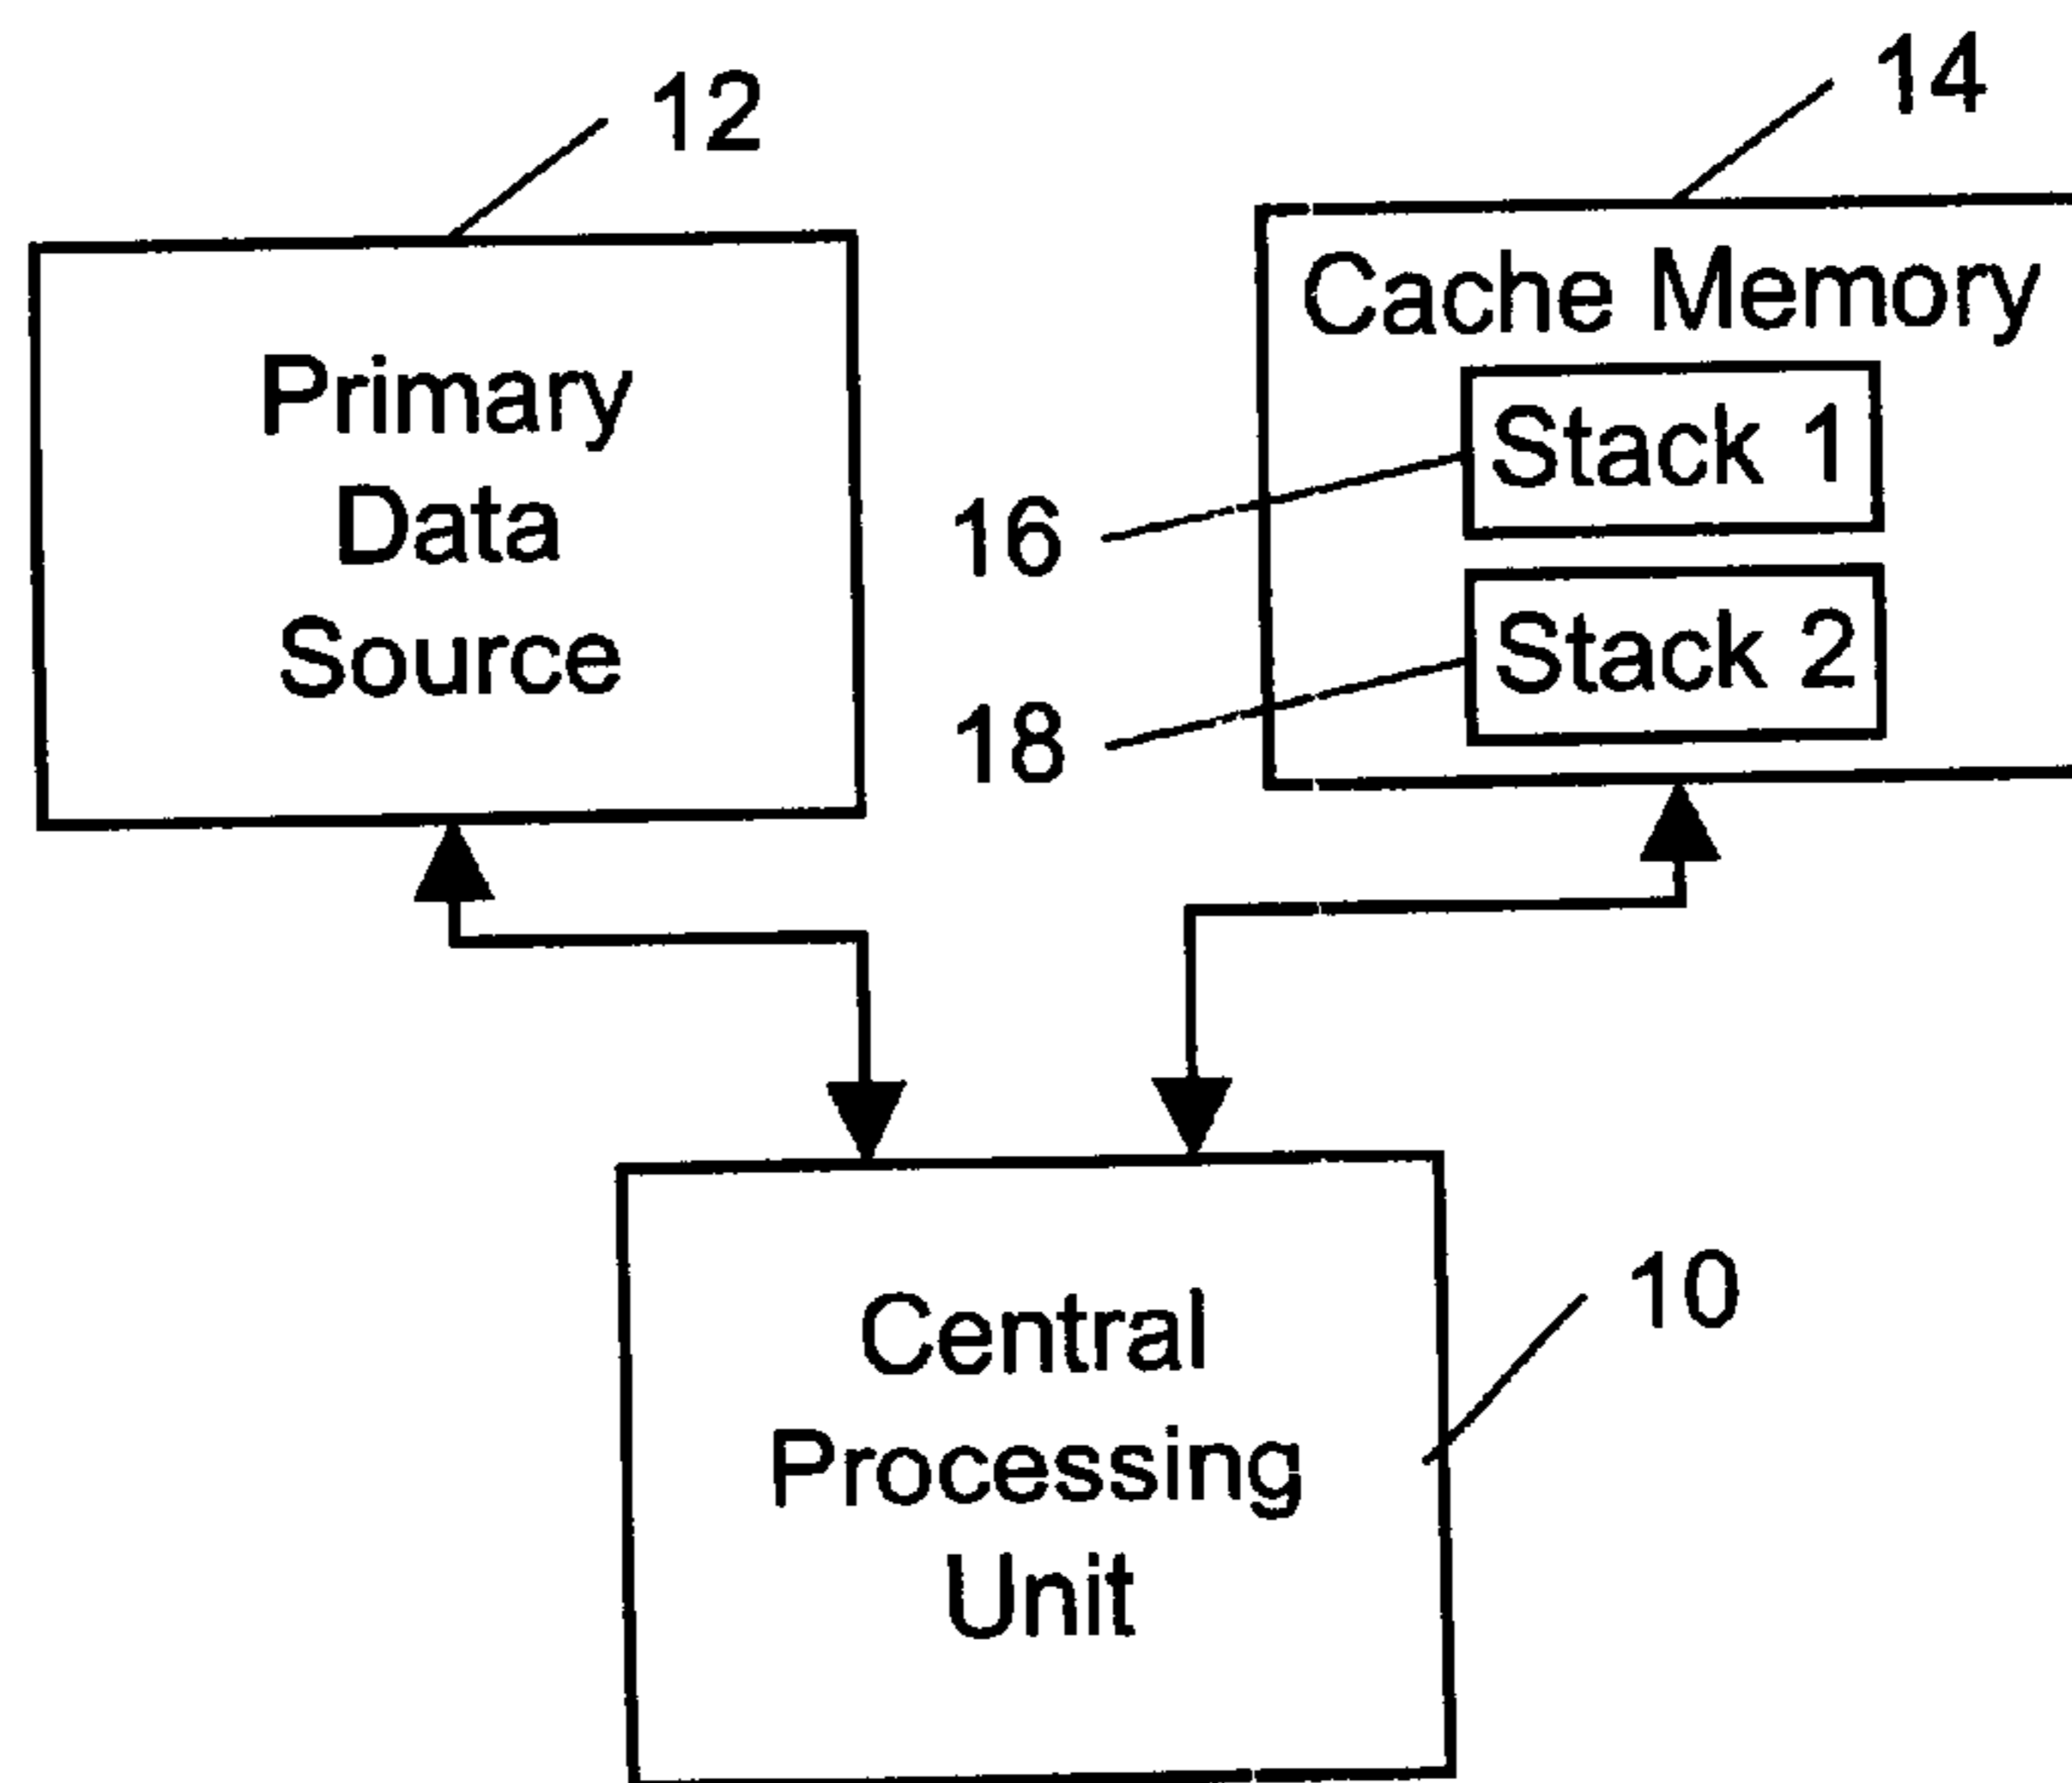 12
14
Primary
Data
Source
Cache Memory
Stack 1
16
Stack 2
18
Central
Processing
Unit
10